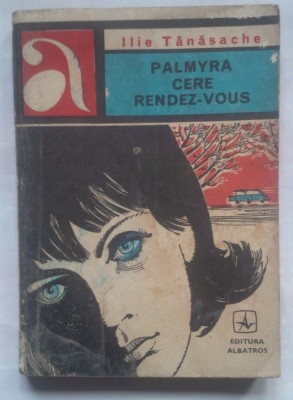 a
Ilie Tănăsache
PALMYRA
CERE
RENDEZ-VOUS
EDITURA
ALBATROS